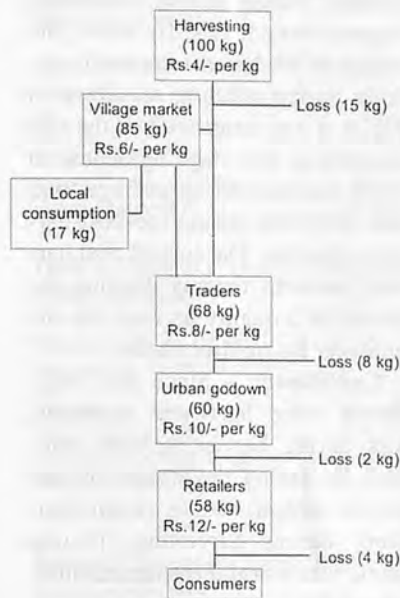 Harvesting
(100 kg)
Rs.4/- per kg
Loss (15 kg)
Village market
(85 kg)
Rs.6/- per kg
Local
consumption
(17 kg)
Traders
(68 kg)
Rs.8/- per kg
Loss (8 kg)
Urban godown
(60 kg)
Rs.10/- per kg
Loss (2 kg)
Retailers
(58 kg)
Rs.12/- per kg
Loss (4 kg)
Consumers